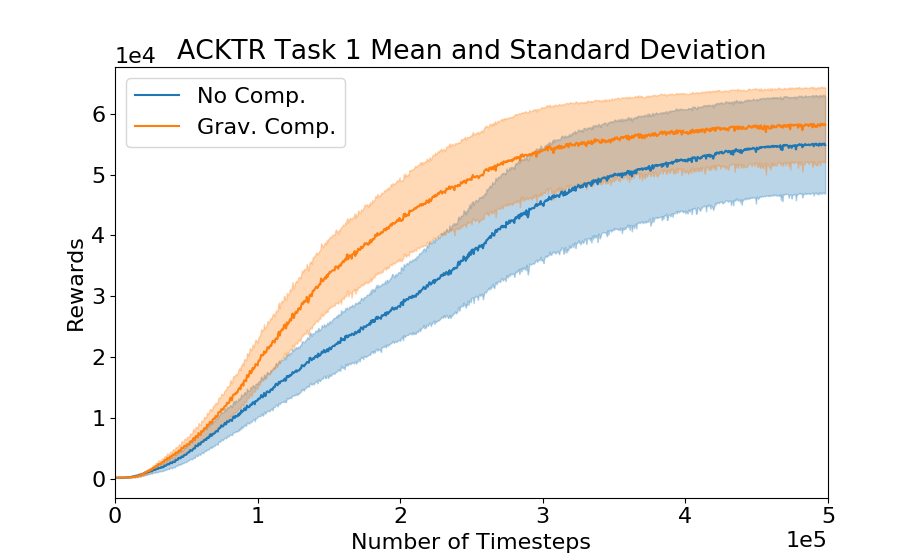 ACKTR Task 1 Mean and Standard Deviation
1e4
No Comp.
Grav. Comp.
6
5
4
3
2
1
0
Rewards
0 1 2 3 4 5
1e5
Number of Timesteps